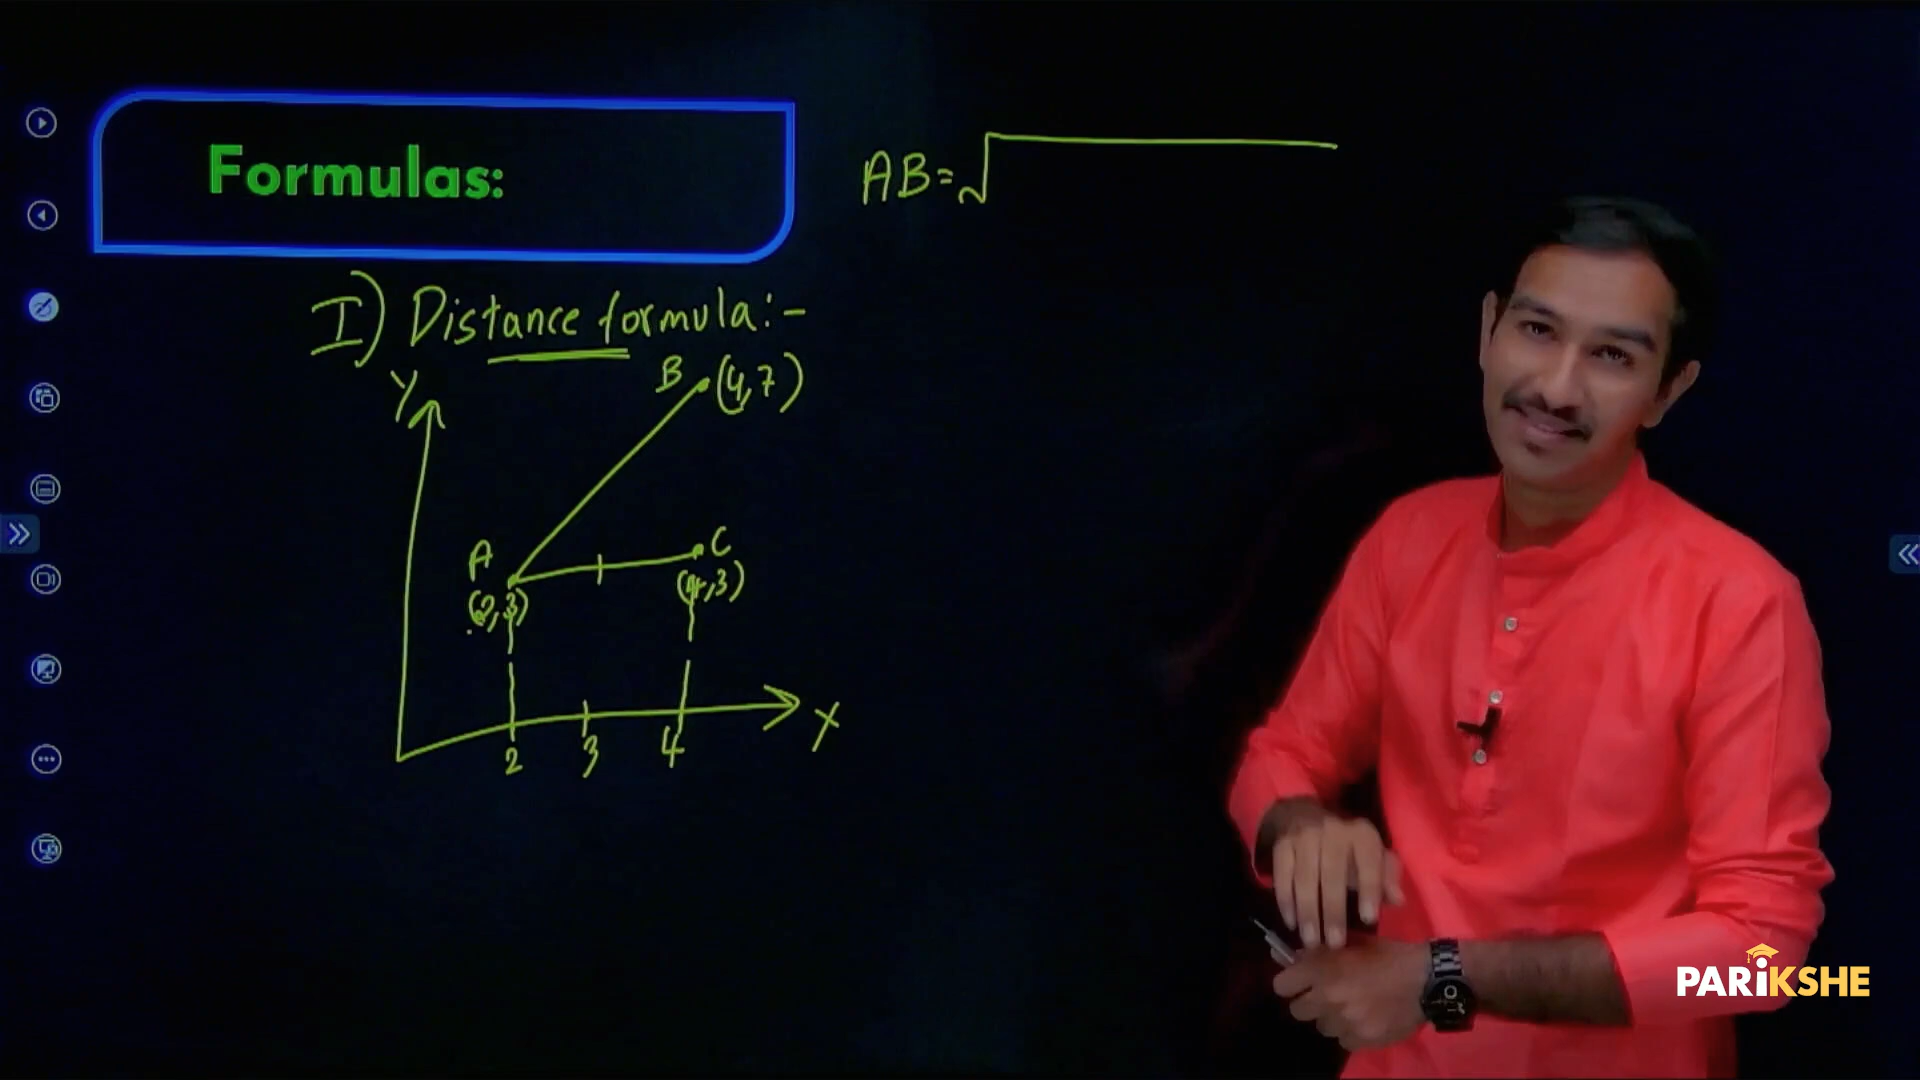 Formulas:
AB=√
I) Distance formula:-
Y
B (4,7)
A
C
(2,3)
(4,3)
X
2 3 4
PARiKSHE